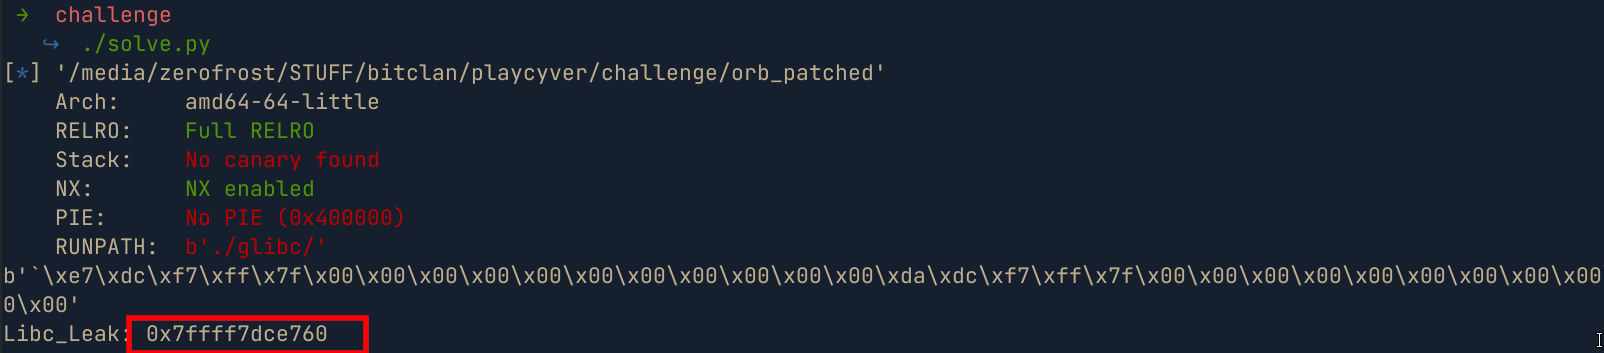 → challenge
↪ ./solve.py
[*] '/media/zerofrost/STUFF/bitclan/playcyver/challenge/orb_patched'
Arch: amd64-64-little
RELRO: Full RELRO
Stack: No canary found
NX: NX enabled
PIE: No PIE (0x400000)
RUNPATH: b'./glibc/'
b'`\xe7\xdc\xf7\xff\x7f\x00\x00\x00\x00\x00\x00\x00\x00\x00\x00\xda\xdc\xf7\xff\x7f\x00\x00\x00\x00\x00\x00\x00\x00\x00
0\x00'
Libc_Leak: 0x7ffff7dce760